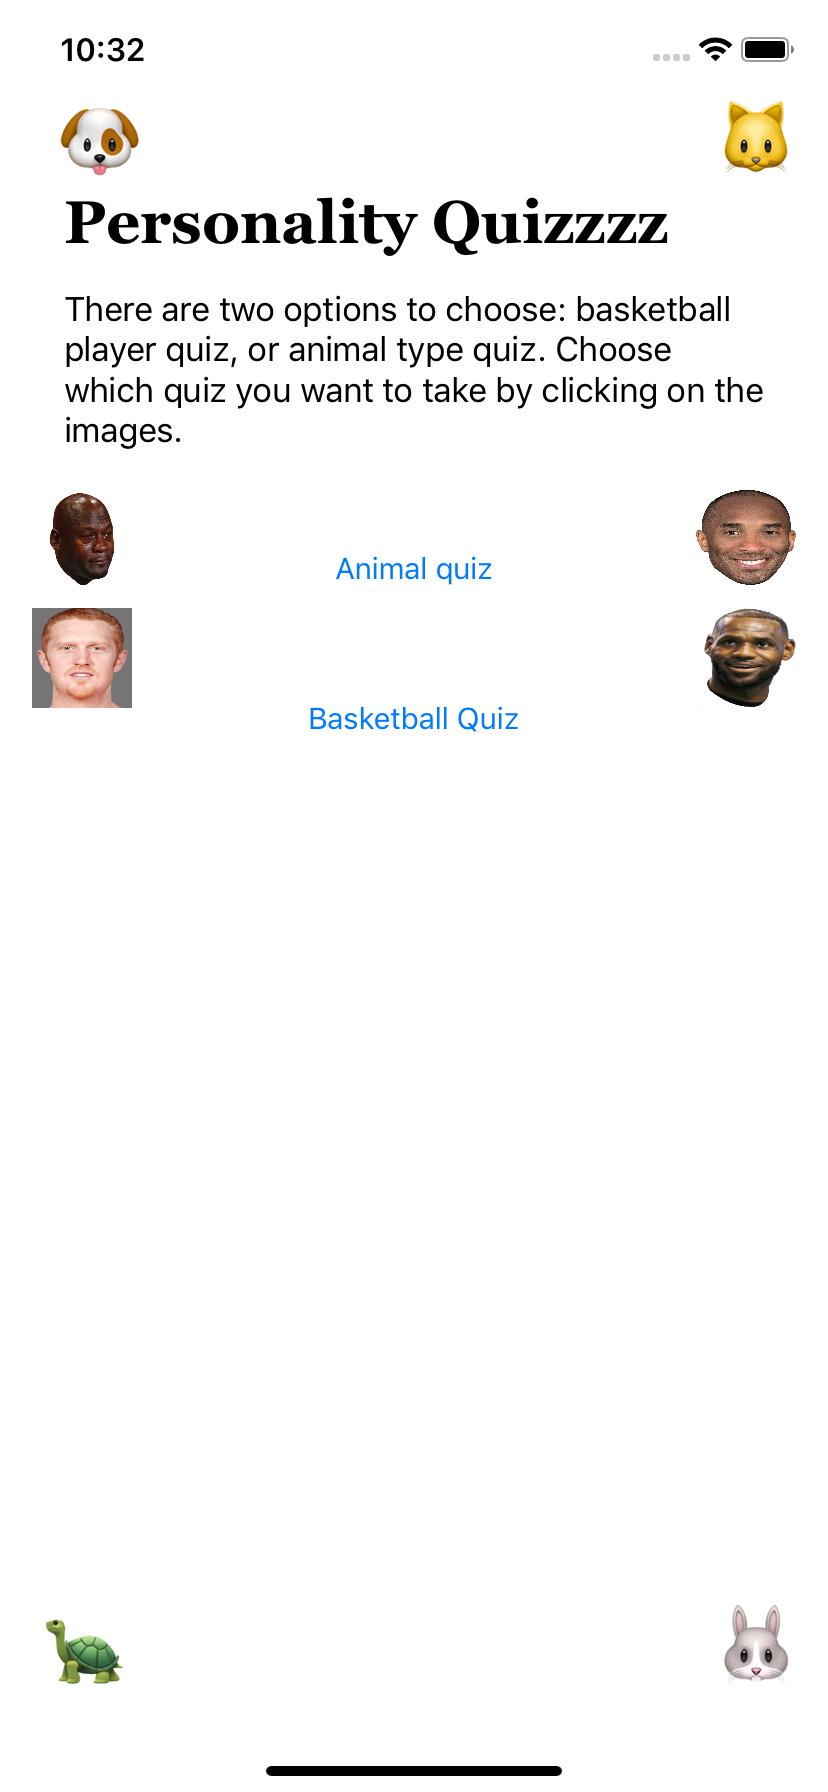 10:32
Personality Quizzzz
There are two options to choose: basketball
player quiz, or animal type quiz. Choose
which quiz you want to take by clicking on the
images.
Animal quiz
Basketball Quiz